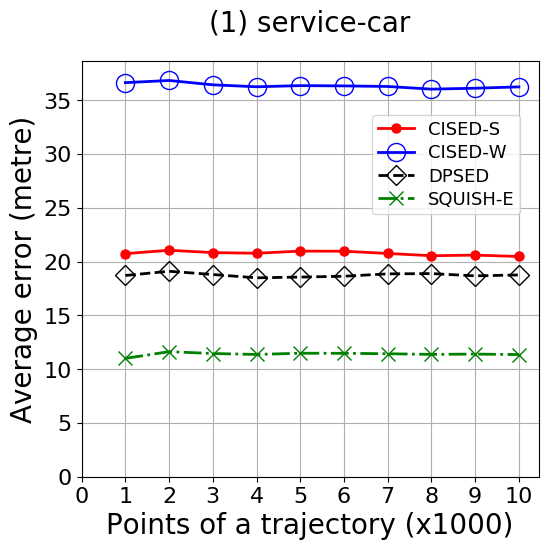 (1) service-car
Average error (metre)
35
30
25
20
15
10
5
0
CISED-S
CISED-W
DPSED
SQUISH-E
0 1 2 3 4 5 6 7 8 9 10
Points of a trajectory (x1000)